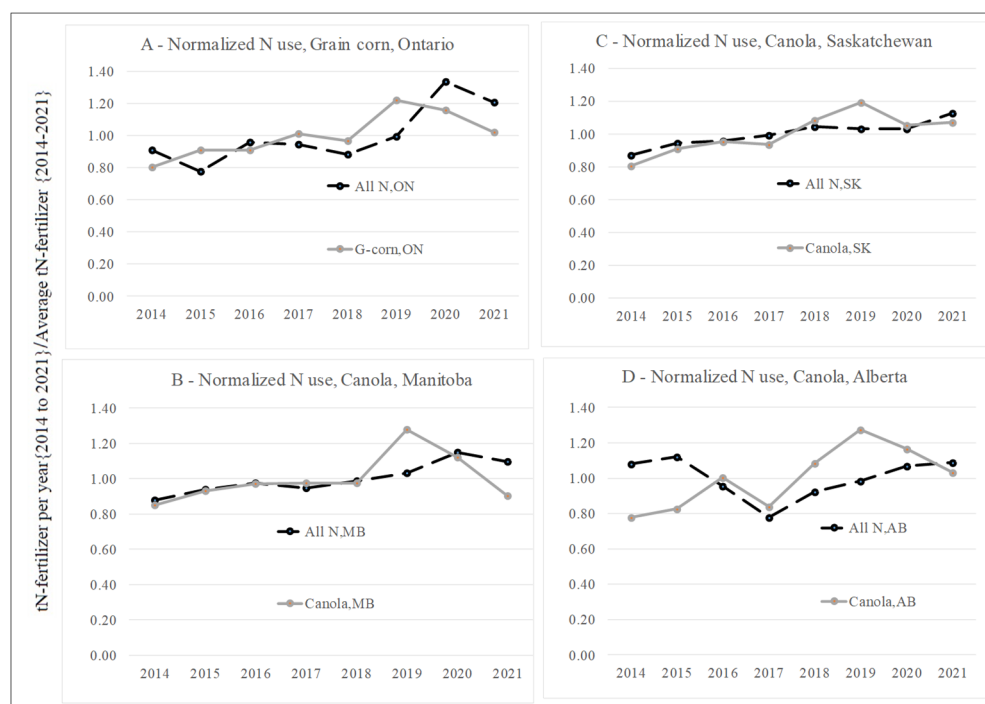 tN-fertilizer per year{2014 to 2021}/Average tN-fertilizer {2014-2021}
A - Normalized N use, Grain corn, Ontario
1.40
1.20
1.00
0.80
0.60
0.40
0.20
0.00
All N,ON
G-corn,ON
2014 2015 2016 2017 2018 2019 2020 2021
B - Normalized N use, Canola, Manitoba
1.40
1.20
1.00
0.80
0.60
0.40
0.20
0.00
All N,MB
Canola,MB
2014 2015 2016 2017 2018 2019 2020 2021
C - Normalized N use, Canola, Saskatchewan
1.40
1.20
1.00
0.80
0.60
0.40
0.20
0.00
All N,SK
Canola,SK
2014 2015 2016 2017 2018 2019 2020 2021
D - Normalized N use, Canola, Alberta
1.40
1.20
1.00
0.80
0.60
0.40
0.20
0.00
All N,AB
Canola,AB
2014 2015 2016 2017 2018 2019 2020 2021